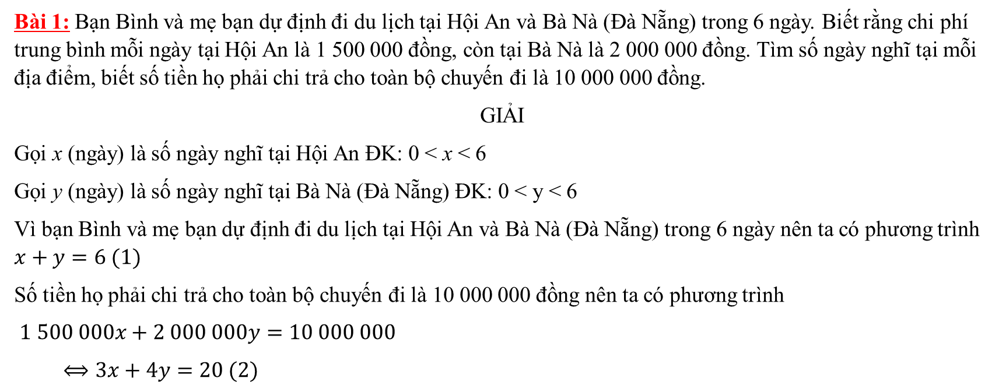 Bài 1: Bạn Bình và mẹ bạn dự định đi du lịch tại Hội An và Bà Nà (Đà Nẵng) trong 6 ngày. Biết rằng chi phí
trung bình mỗi ngày tại Hội An là 1 500 000 đồng, còn tại Bà Nà là 2 000 000 đồng. Tìm số ngày nghĩ tại mỗi
địa điểm, biết số tiền họ phải chi trả cho toàn bộ chuyến đi là 10 000 000 đồng.
GIẢI
Gọi x (ngày) là số ngày nghĩ tại Hội An ĐK: 0 < x < 6
Gọi y (ngày) là số ngày nghĩ tại Bà Nà (Đà Nẵng) ĐK: 0 < y < 6
Vì bạn Bình và mẹ bạn dự định đi du lịch tại Hội An và Bà Nà (Đà Nẵng) trong 6 ngày nên ta có phương trình
x + y = 6 (1)
Số tiền họ phải chi trả cho toàn bộ chuyến đi là 10 000 000 đồng nên ta có phương trình
1 500 000x + 2 000 000y = 10 000 000
⟺ 3x + 4y = 20 (2)